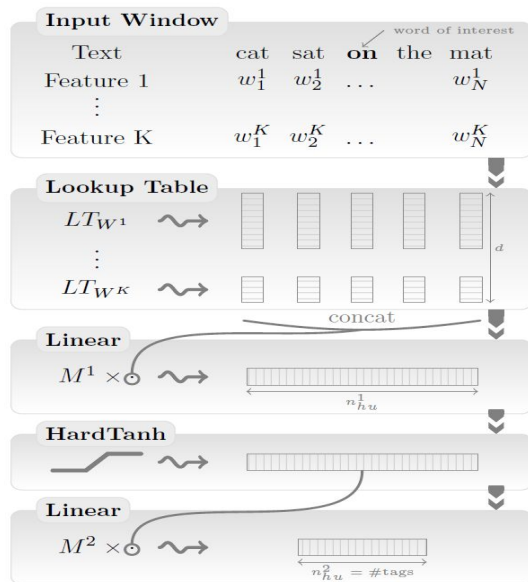 Input Window
word of interest
Text cat sat on the mat
Feature 1 w_1^1 w_2^1 ... w_N^1
⋮
Feature K w_1^K w_2^K ... w_N^K
Lookup Table
LT_{W^1}
d
⋮
LT_{W^K}
concat
Linear
M^1 × ⊙
n_{hu}^1
HardTanh
Linear
M^2 × ⊙
n_{hu}^2 = #tags